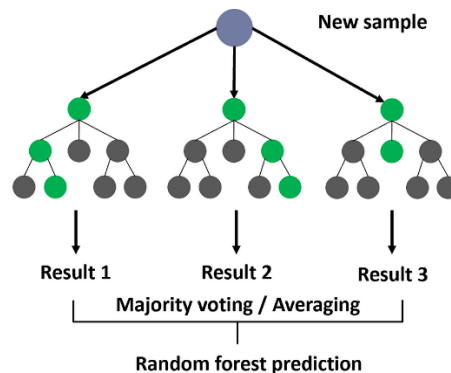 New sample
Result 1
Result 2
Result 3
Majority voting / Averaging
Random forest prediction